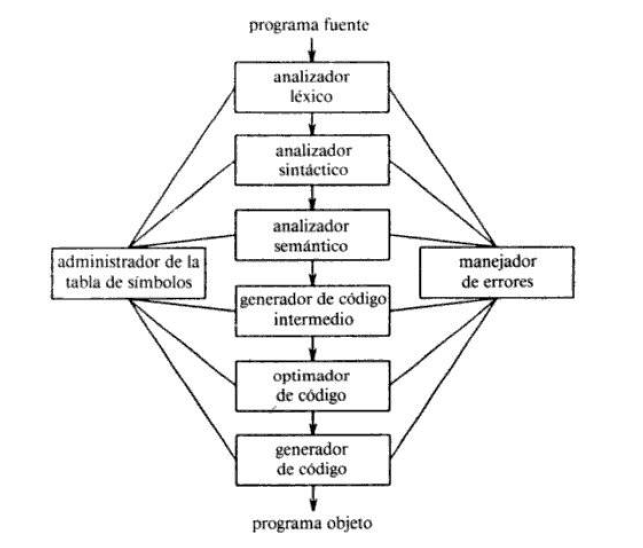 programa fuente
analizador
léxico
analizador
sintáctico
analizador
semántico
administrador de la
tabla de símbolos
manejador
de errores
generador de código
intermedio
optimador
de código
generador
de código
programa objeto